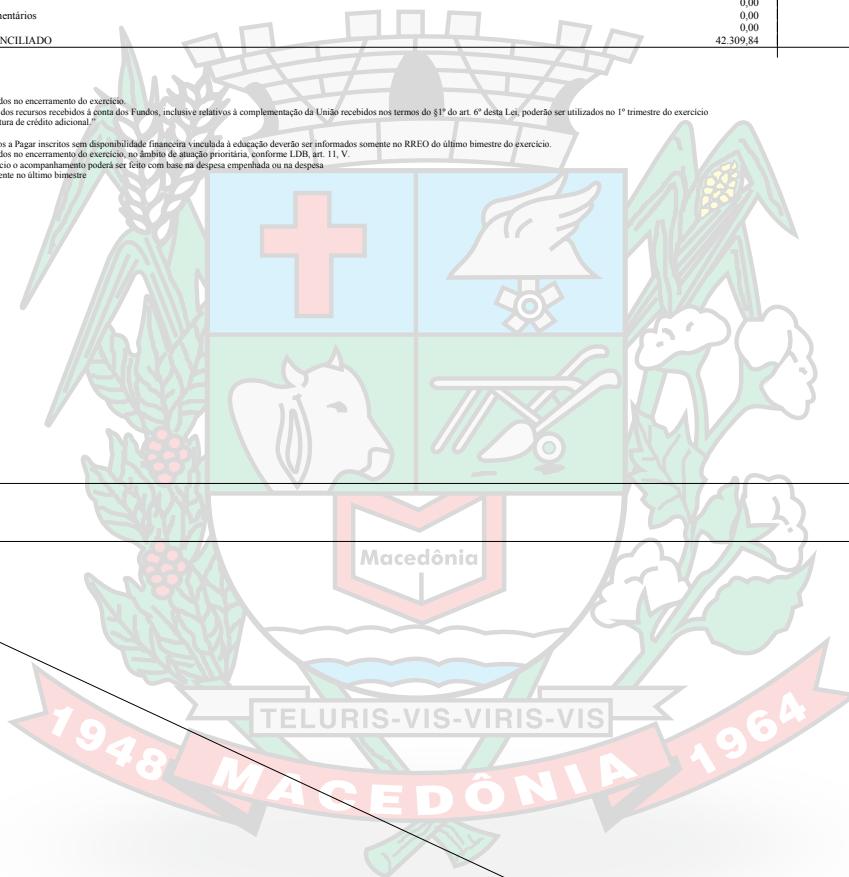 0,00
mentários 0,00
0,00
NCILIADO 42.309,84
dos no encerramento do exercício.
dos recursos recebidos à conta dos Fundos, inclusive relativos à complementação da União recebidos nos termos do §1º do art. 6º desta Lei, poderão ser utilizados no 1º trimestre do exercício
tura de crédito adicional."
os a Pagar inscritos sem disponibilidade financeira vinculada à educação deverão ser informados somente no RREO do último bimestre do exercício.
dos no encerramento do exercício, no âmbito de atuação prioritária, conforme LDB, art. 11, V.
cio o acompanhamento poderá ser feito com base na despesa empenhada ou na despesa
ente no último bimestre
Macedônia
TELURIS-VIS-VIRIS-VIS
1948 MACEDÔNIA 1964